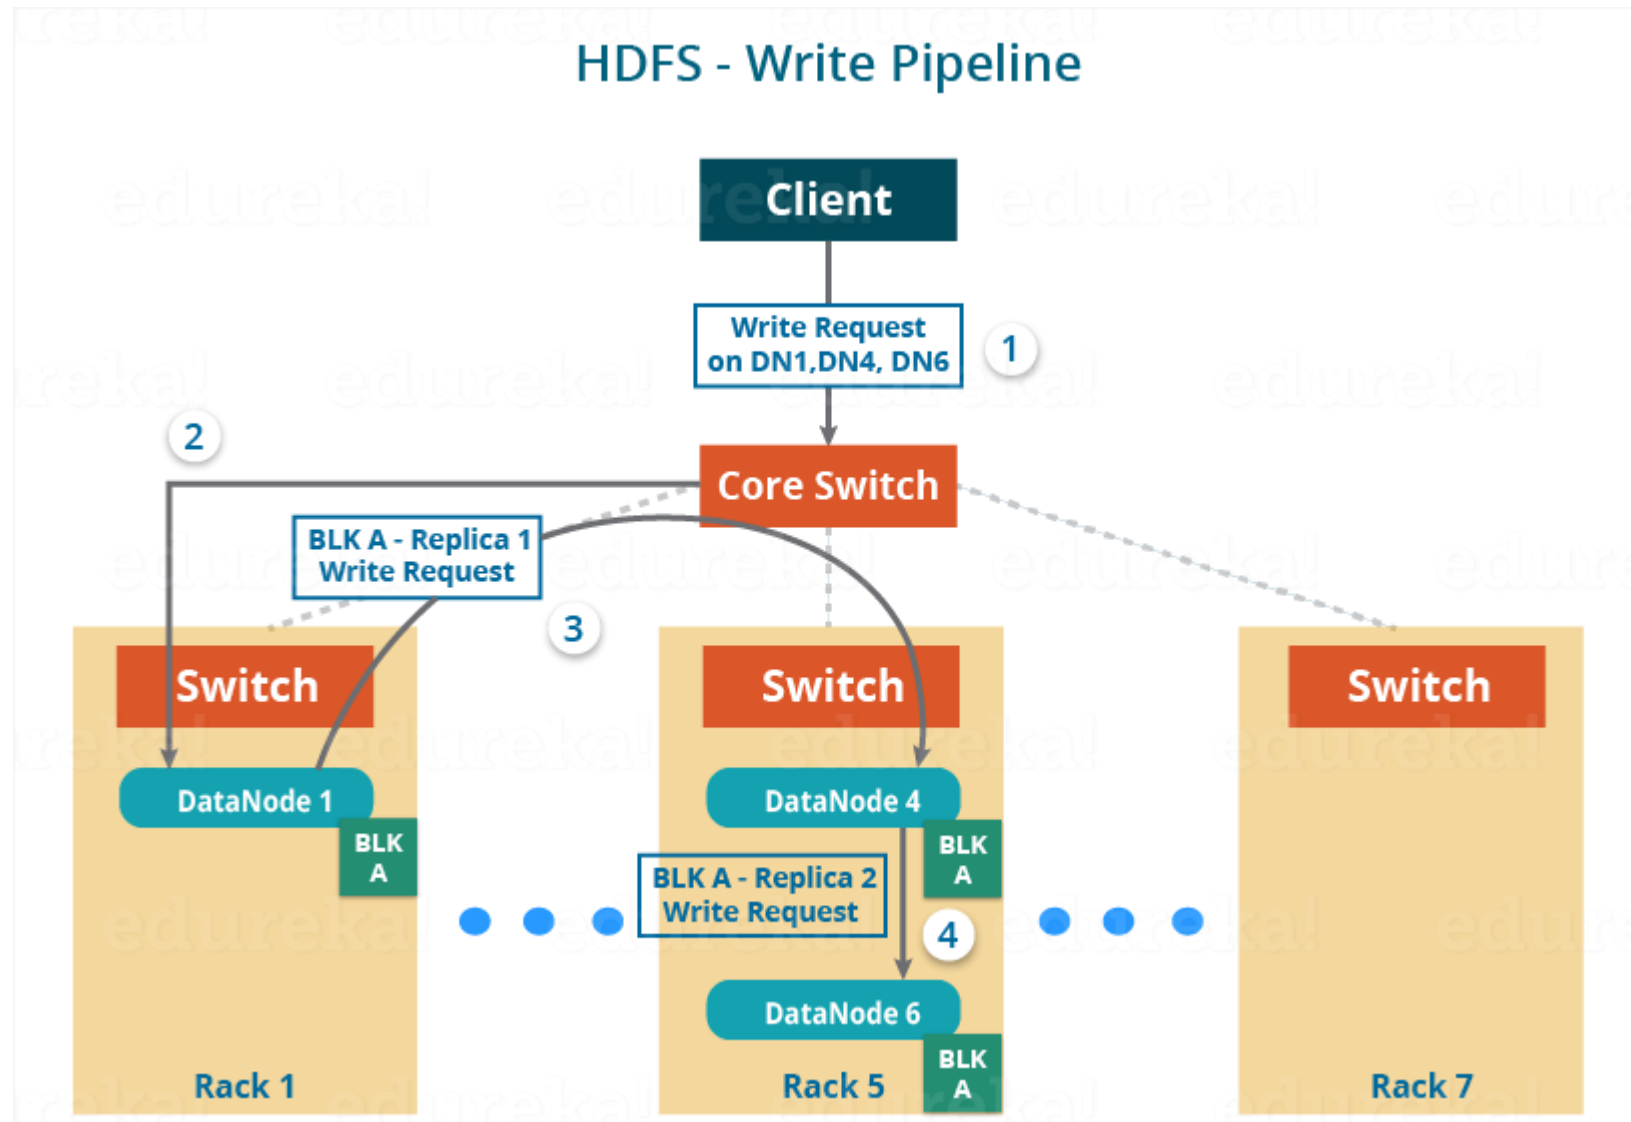 HDFS - Write Pipeline
Client
Write Request
on DN1,DN4, DN6
1
2
Core Switch
BLK A - Replica 1
Write Request
3
Switch
Switch
Switch
DataNode 1
BLK
A
DataNode 4
BLK
A
BLK A - Replica 2
Write Request
4
DataNode 6
BLK
A
Rack 1
Rack 5
Rack 7
edureka!